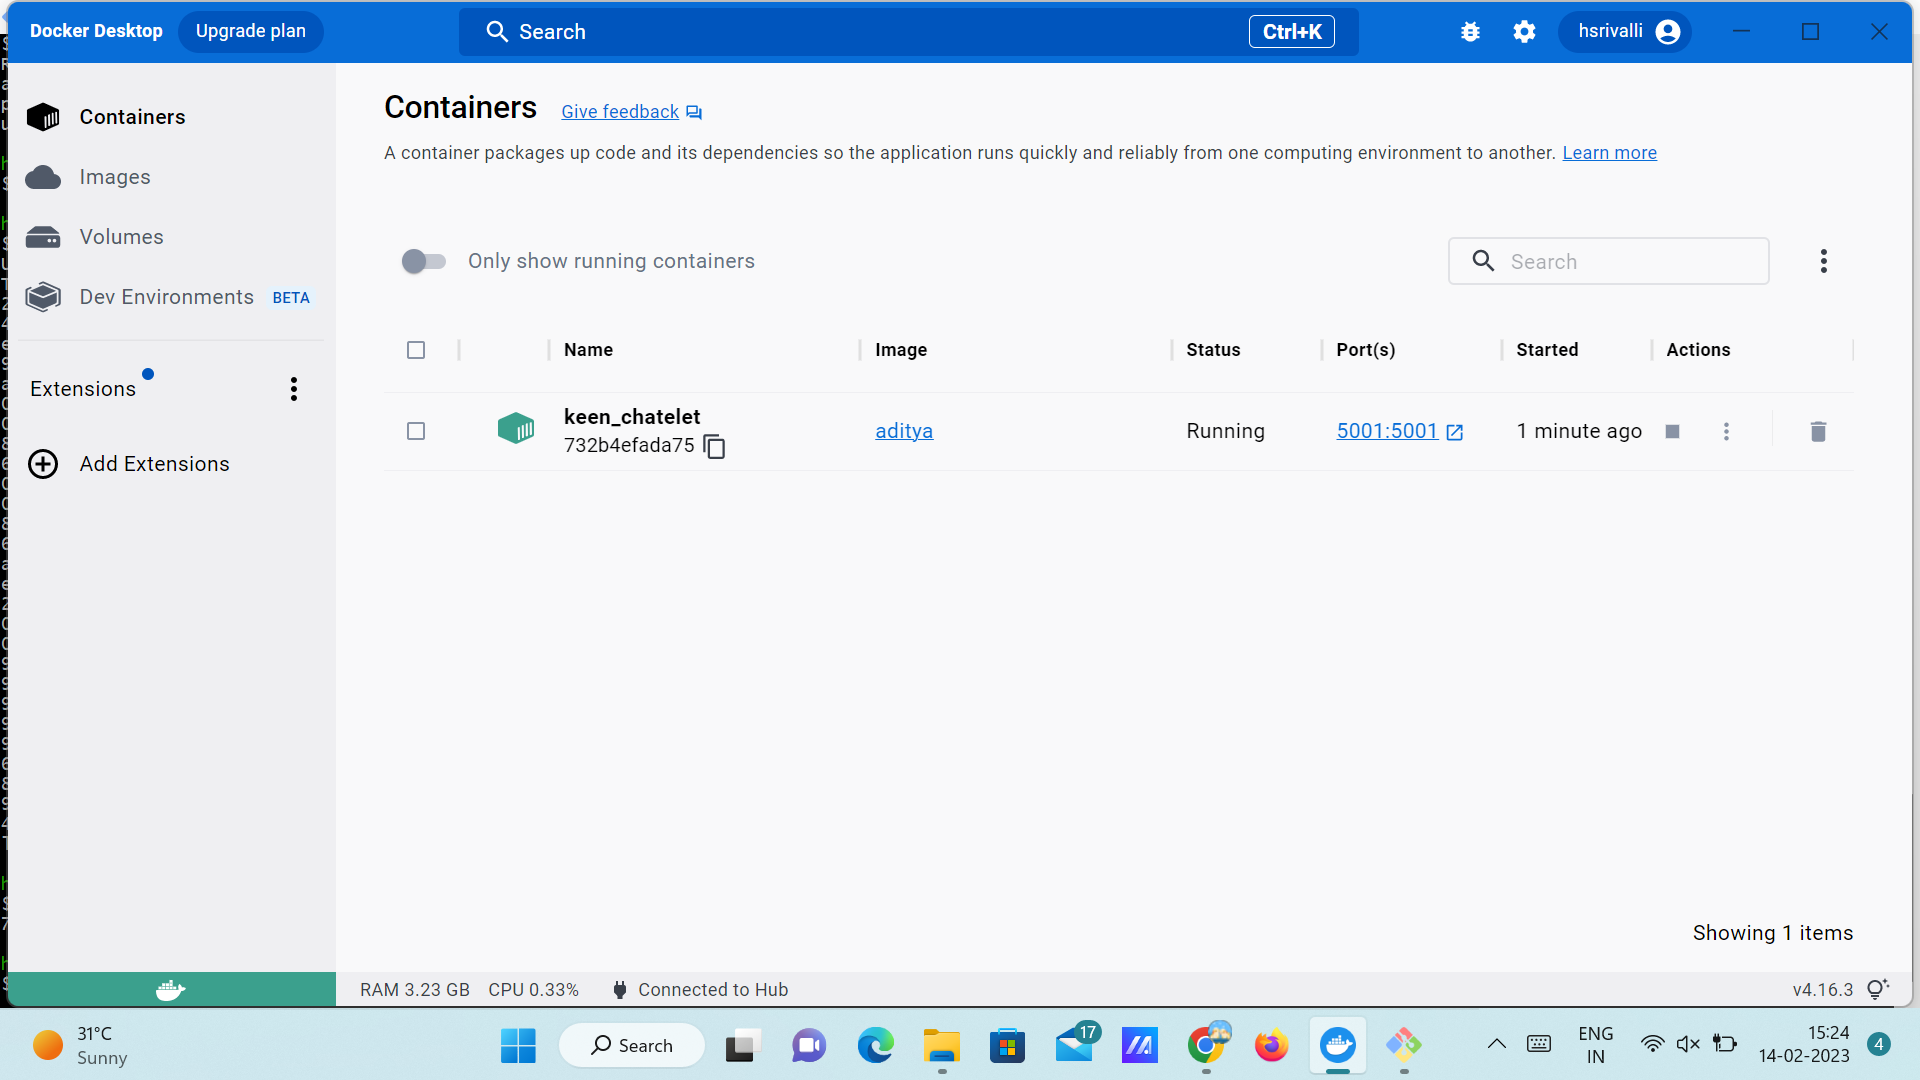 Docker Desktop
Upgrade plan
Search
Ctrl+K
hsrivalli
Containers
Images
Volumes
Dev Environments BETA
Extensions
Add Extensions
Containers
Give feedback
A container packages up code and its dependencies so the application runs quickly and reliably from one computing environment to another. Learn more
Only show running containers
Search
Name Image Status Port(s) Started Actions
keen_chatelet
732b4efada75
aditya Running 5001:5001 1 minute ago
Showing 1 items
RAM 3.23 GB CPU 0.33% Connected to Hub
v4.16.3
31°C
Sunny
Search
17
ENG
IN
15:24
14-02-2023
4